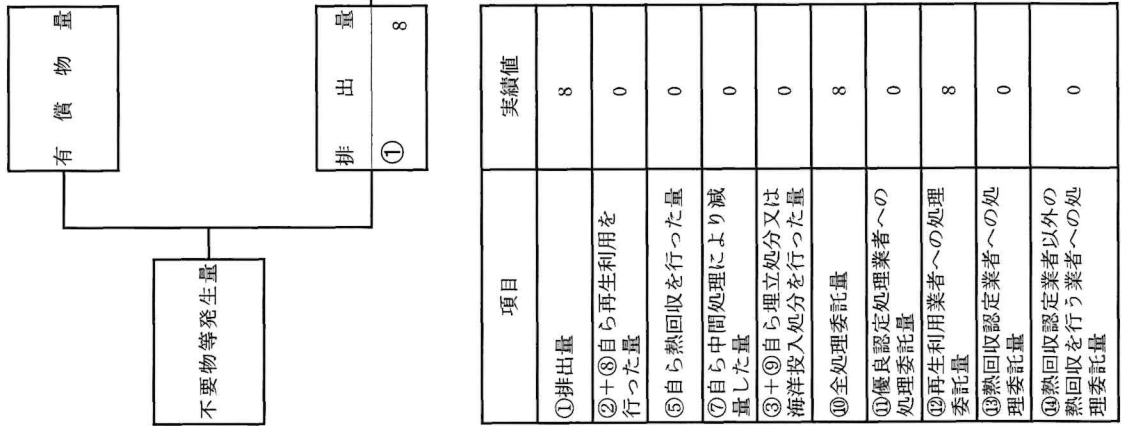 有償物量
不要物等発生量
排出量
① 8
項目 実績値
①排出量 8
②+⑧自ら再生利用を
行った量 0
⑤自ら熱回収を行った量 0
⑦自ら中間処理により減
量した量 0
③+⑨自ら埋立処分又は
海洋投入処分を行った量 0
⑩全処理委託量 8
⑪優良認定処理業者への
処理委託量 0
⑫再生利用業者への処理
委託量 8
⑬熱回収認定業者への処
理委託量 0
⑭熱回収認定業者以外の
熱回収を行う業者への処
理委託量 0